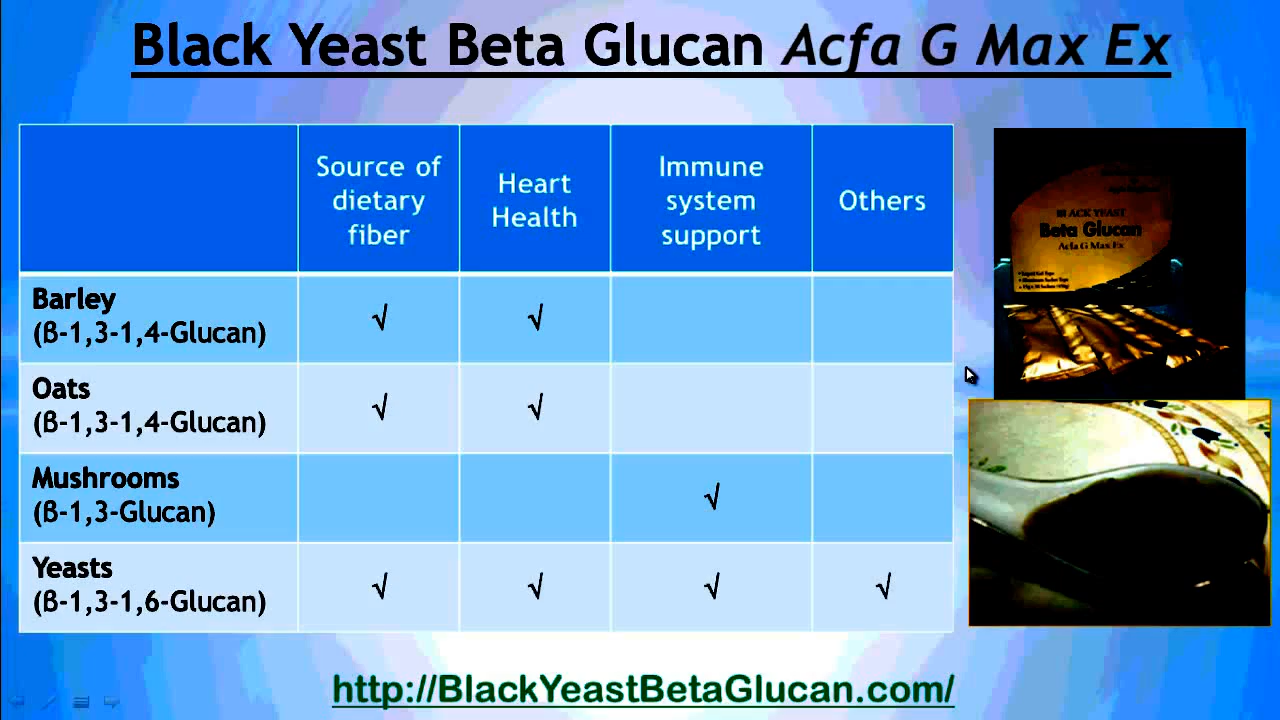 Black Yeast Beta Glucan Acfa G Max Ex
Source of
dietary
fiber
Heart
Health
Immune
system
support
Others
Barley
(β-1,3-1,4-Glucan)
√ √
Oats
(β-1,3-1,4-Glucan)
√ √
Mushrooms
(β-1,3-Glucan)
√
Yeasts
(β-1,3-1,6-Glucan)
√ √ √ √
BLACK YEAST
Beta Glucan
Acfa G Max Ex
http://BlackYeastBetaGlucan.com/